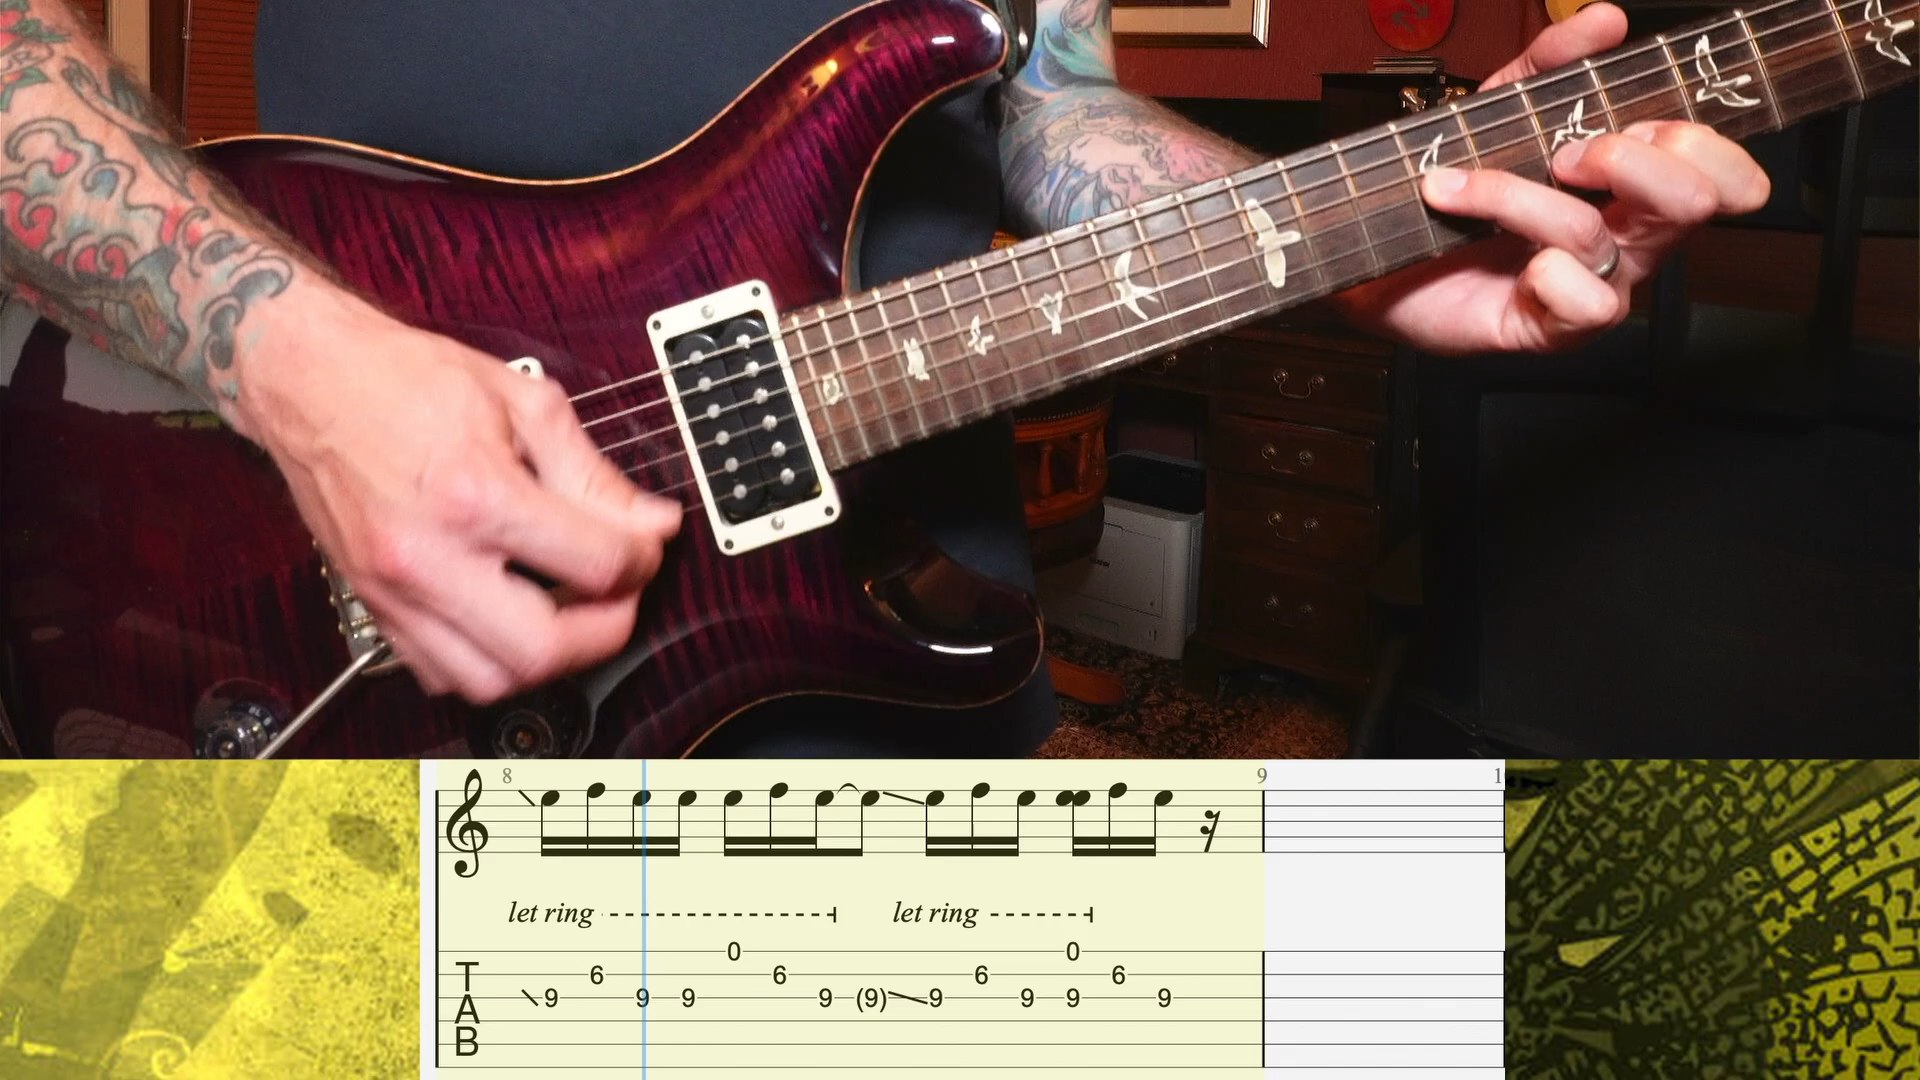 8 9 1
let ring let ring
0 0
T 6 6 6 6
A 9 9 9 9 (9) 9 9 9 9
B